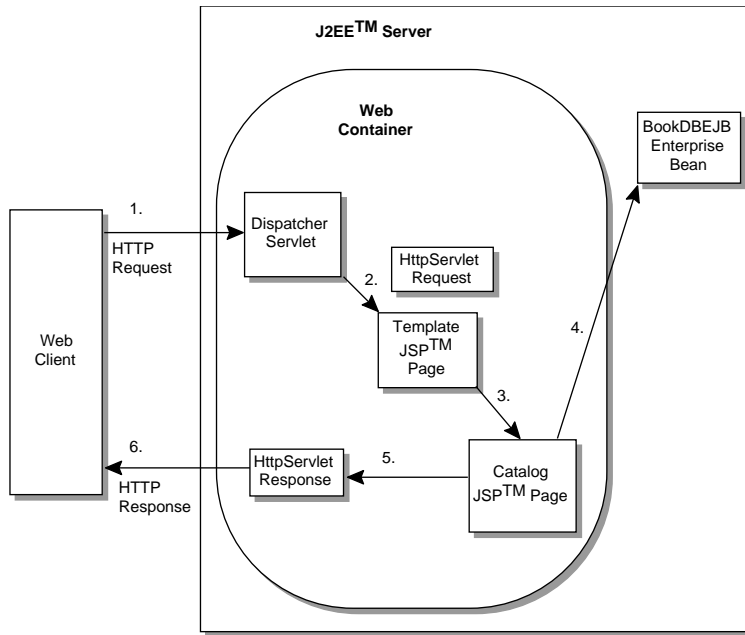 J2EE™ Server
Web
Container
BookDBEJB
Enterprise
Bean
1.
Dispatcher
Servlet
HTTP
Request
HttpServlet
Request
2.
Template
JSP™
Page
4.
Web
Client
3.
6.
HttpServlet
Response
5.
Catalog
JSP™ Page
HTTP
Response